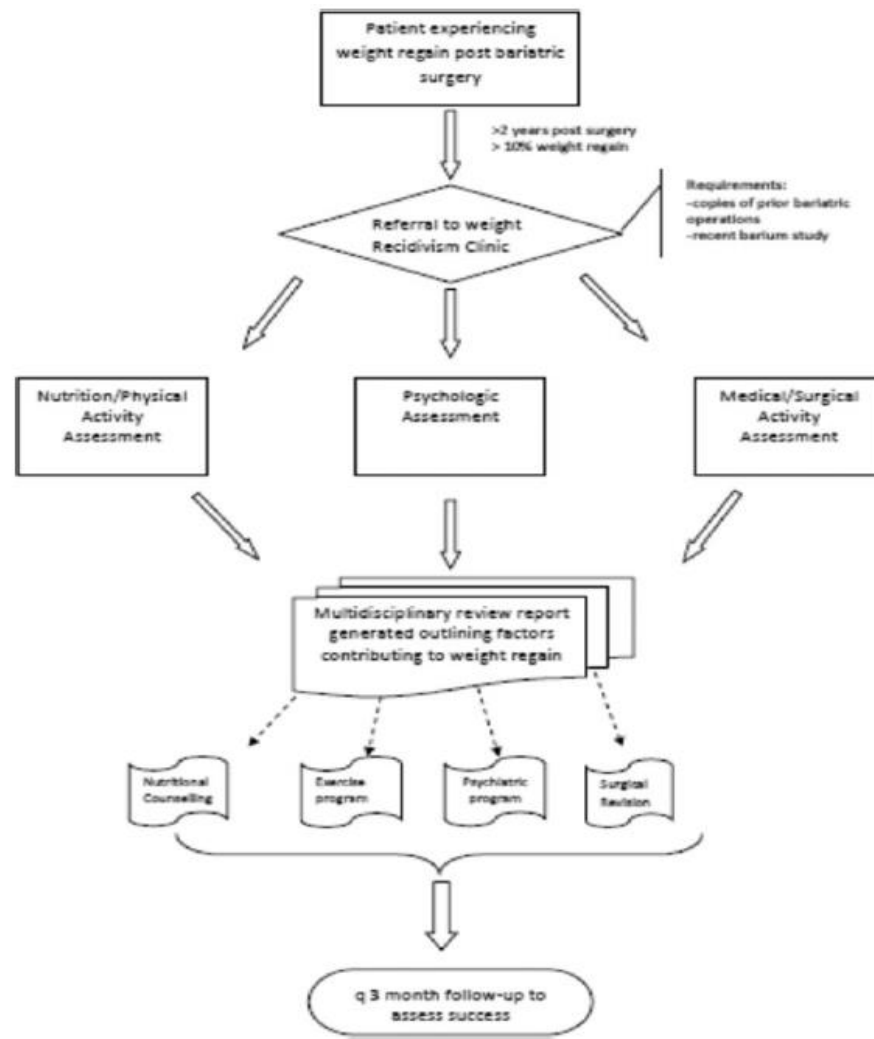 Patient experiencing
weight regain post bariatric
surgery
>2 years post surgery
> 10% weight regain
Requirements:
-copies of prior bariatric
operations
-recent barium study
Referral to weight
Recidivism Clinic
Nutrition/Physical
Activity
Assessment
Psychologic
Assessment
Medical/Surgical
Activity
Assessment
Multidisciplinary review report
generated outlining factors
contributing to weight regain
Nutritional
Counselling
Exercise
program
Psychiatric
program
Surgical
Revision
q 3 month follow-up to
assess success